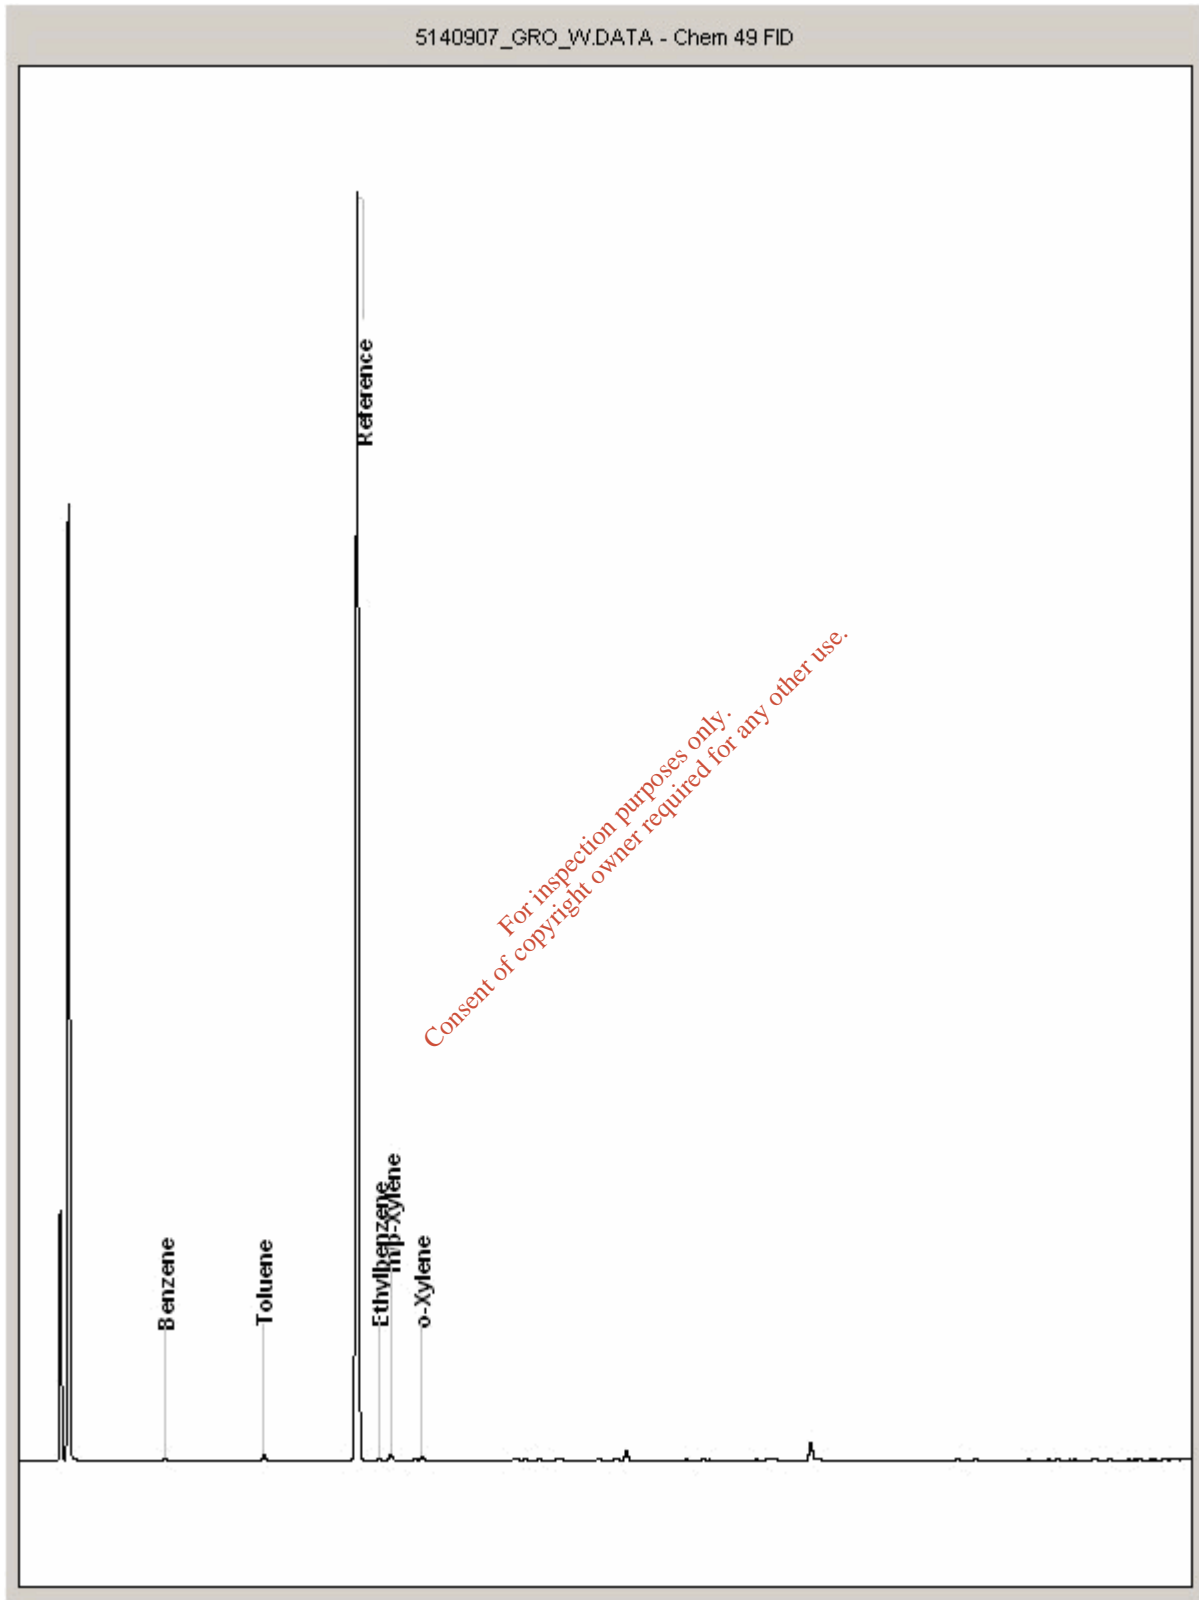 5140907_GRO_W.DATA - Chem 49 FID
Reference
For inspection purposes only.
Consent of copyright owner required for any other use.
Benzene
Toluene
Ethylbenzene
m/p-Xylene
o-Xylene